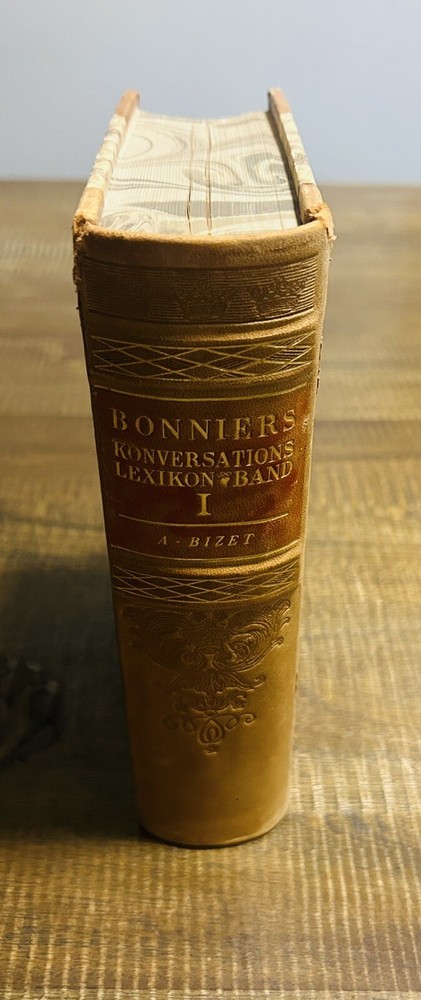 BONNIERS
KONVERSATIONS
LEXIKON BAND
I
A - BIZET